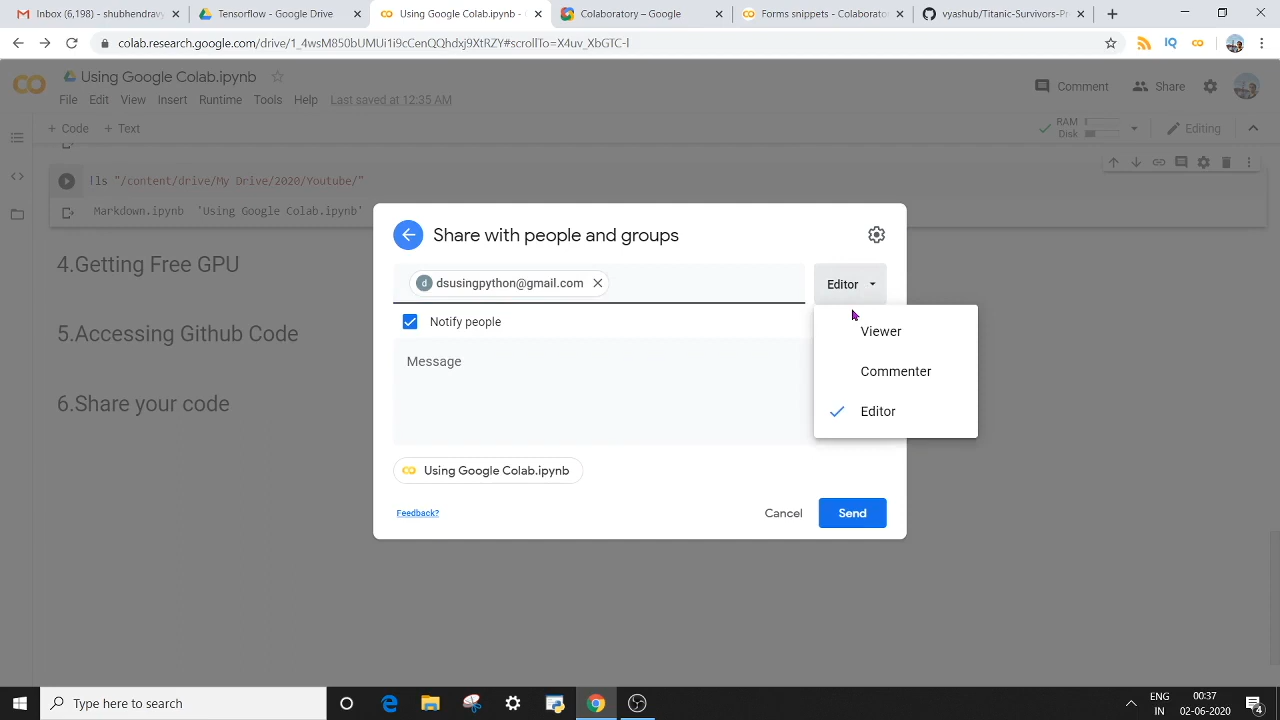 Inbox (6,198) - shubhendravy
Tensorflow - Google Drive
Using Google Colab.ipynb -
Colaboratory – Google
Forms snippets - Colaborator
vyashub/Titanic-Survivors-Pr
colab.research.google.com/drive/1_4wsM850bUMUi1i9cCenQQhdxj9XtRZY#scrollTo=X4uv_XbGTC-I
IQ
Using Google Colab.ipynb
File Edit View Insert Runtime Tools Help Last saved at 12:35 AM
Comment
Share
+ Code + Text
RAM
Disk
Editing
!ls "/content/drive/My Drive/2020/Youtube/"
Markdown.ipynb 'Using Google Colab.ipynb'
4.Getting Free GPU
5.Accessing Github Code
6.Share your code
Share with people and groups
d dsusingpython@gmail.com
Editor
Notify people
Message
Viewer
Commenter
Editor
Using Google Colab.ipynb
Feedback?
Cancel
Send
Type here to search
ENG
IN
00:37
02-06-2020
4